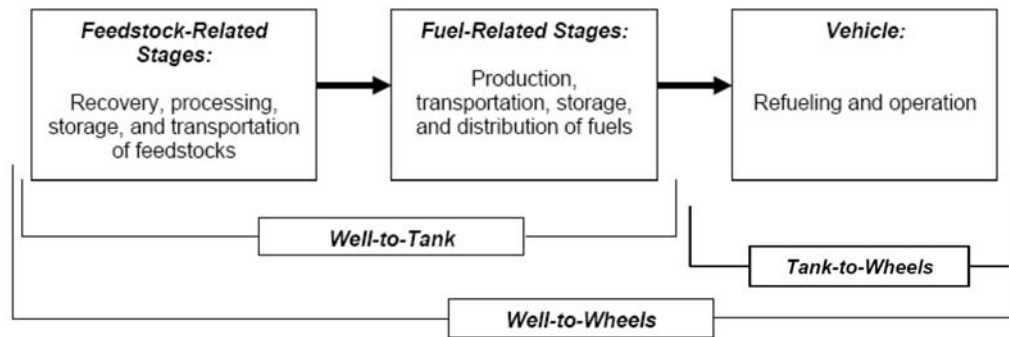 Feedstock-Related
Stages:
Recovery, processing,
storage, and transportation
of feedstocks
Fuel-Related Stages:
Production,
transportation, storage,
and distribution of fuels
Vehicle:
Refueling and operation
Well-to-Tank
Tank-to-Wheels
Well-to-Wheels